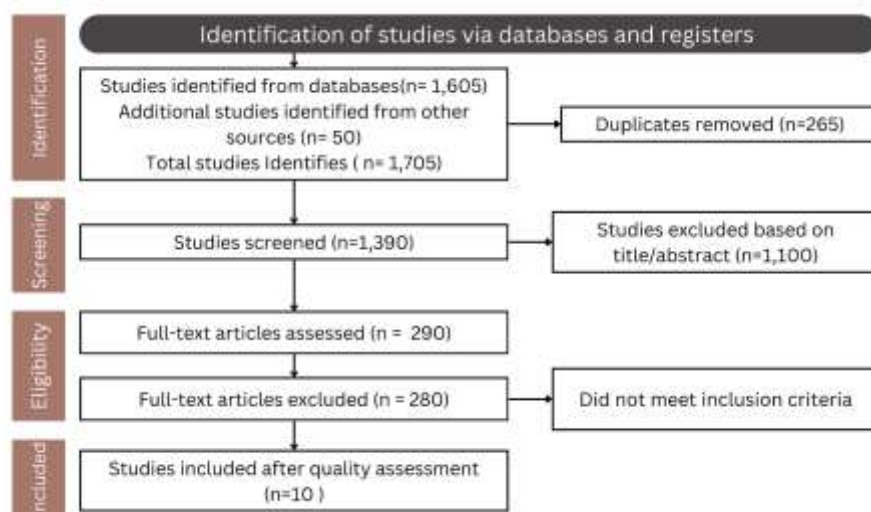 Identification of studies via databases and registers
Identification
Studies identified from databases(n= 1,605)
Additional studies identified from other
sources (n= 50)
Total studies Identifies ( n= 1,705)
Duplicates removed (n=265)
Screening
Studies screened (n=1,390)
Studies excluded based on
title/abstract (n=1,100)
Eligibility
Full-text articles assessed (n = 290)
Full-text articles excluded (n = 280)
Did not meet inclusion criteria
Included
Studies included after quality assessment
(n=10 )